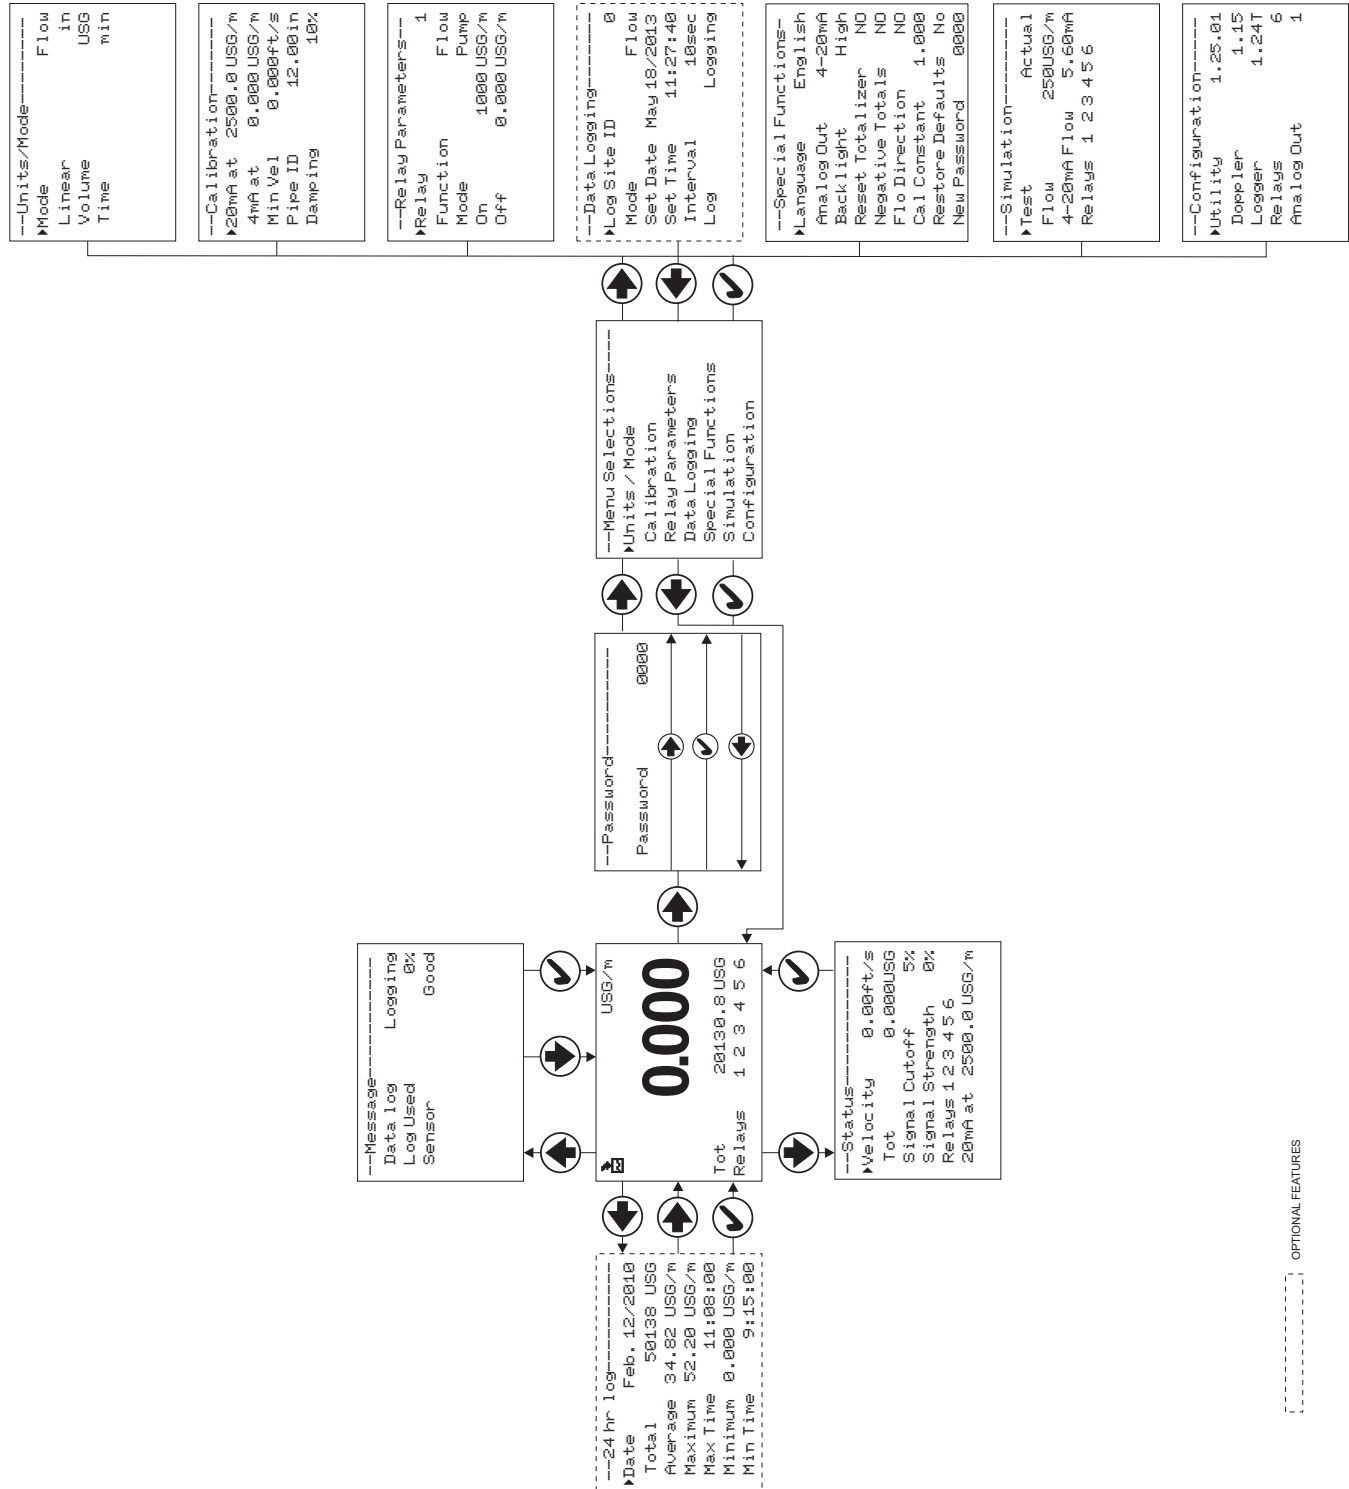 --24 hr log----------
▶Date Feb. 12/2010
Total 50138 USG
Average 34.82 USG/m
Maximum 52.20 USG/m
Max Time 11:08:00
Minimum 0.000 USG/m
Min Time 9:15:00
--Message------------
Data log Logging
Log Used 0%
Sensor Good
USG/m
0.000
Tot 20130.8 USG
Relays 1 2 3 4 5 6
--Status-------------
▶Velocity 0.00ft/s
Tot 0.000USG
Signal Cutoff 5%
Signal Strength 0%
Relays 1 2 3 4 5 6
20mA at 2500.0 USG/m
--Password-----------
Password 0000
--Menu Selections----
▶Units / Mode
Calibration
Relay Parameters
Data Logging
Special Functions
Simulation
Configuration
--Units/Mode---------
▶Mode Flow
Linear in
Volume USG
Time min
--Calibration--------
▶20mA at 2500.0 USG/m
4mA at 0.000 USG/m
Min Vel 0.000ft/s
Pipe ID 12.00in
Damping 10%
--Relay Parameters---
▶Relay 1
Function Flow
Mode Pump
On 1000 USG/m
Off 0.000 USG/m
--Data Logging-------
▶Log Site ID 0
Mode Flow
Set Date May 18/2013
Set Time 11:27:40
Interval 10sec
Log Logging
--Special Functions--
▶Language English
Analog Out 4-20mA
Backlight High
Reset Totalizer NO
Negative Totals NO
Flo Direction NO
Cal Constant 1.000
Restore Defaults No
New Password 0000
--Simulation---------
▶Test Actual
Flow 250USG/m
4-20mA Flow 5.60mA
Relays 1 2 3 4 5 6
--Configuration------
▶Utility 1.25.01
Doppler 1.15
Logger 1.24T
Relays 6
Analog Out 1
OPTIONAL FEATURES